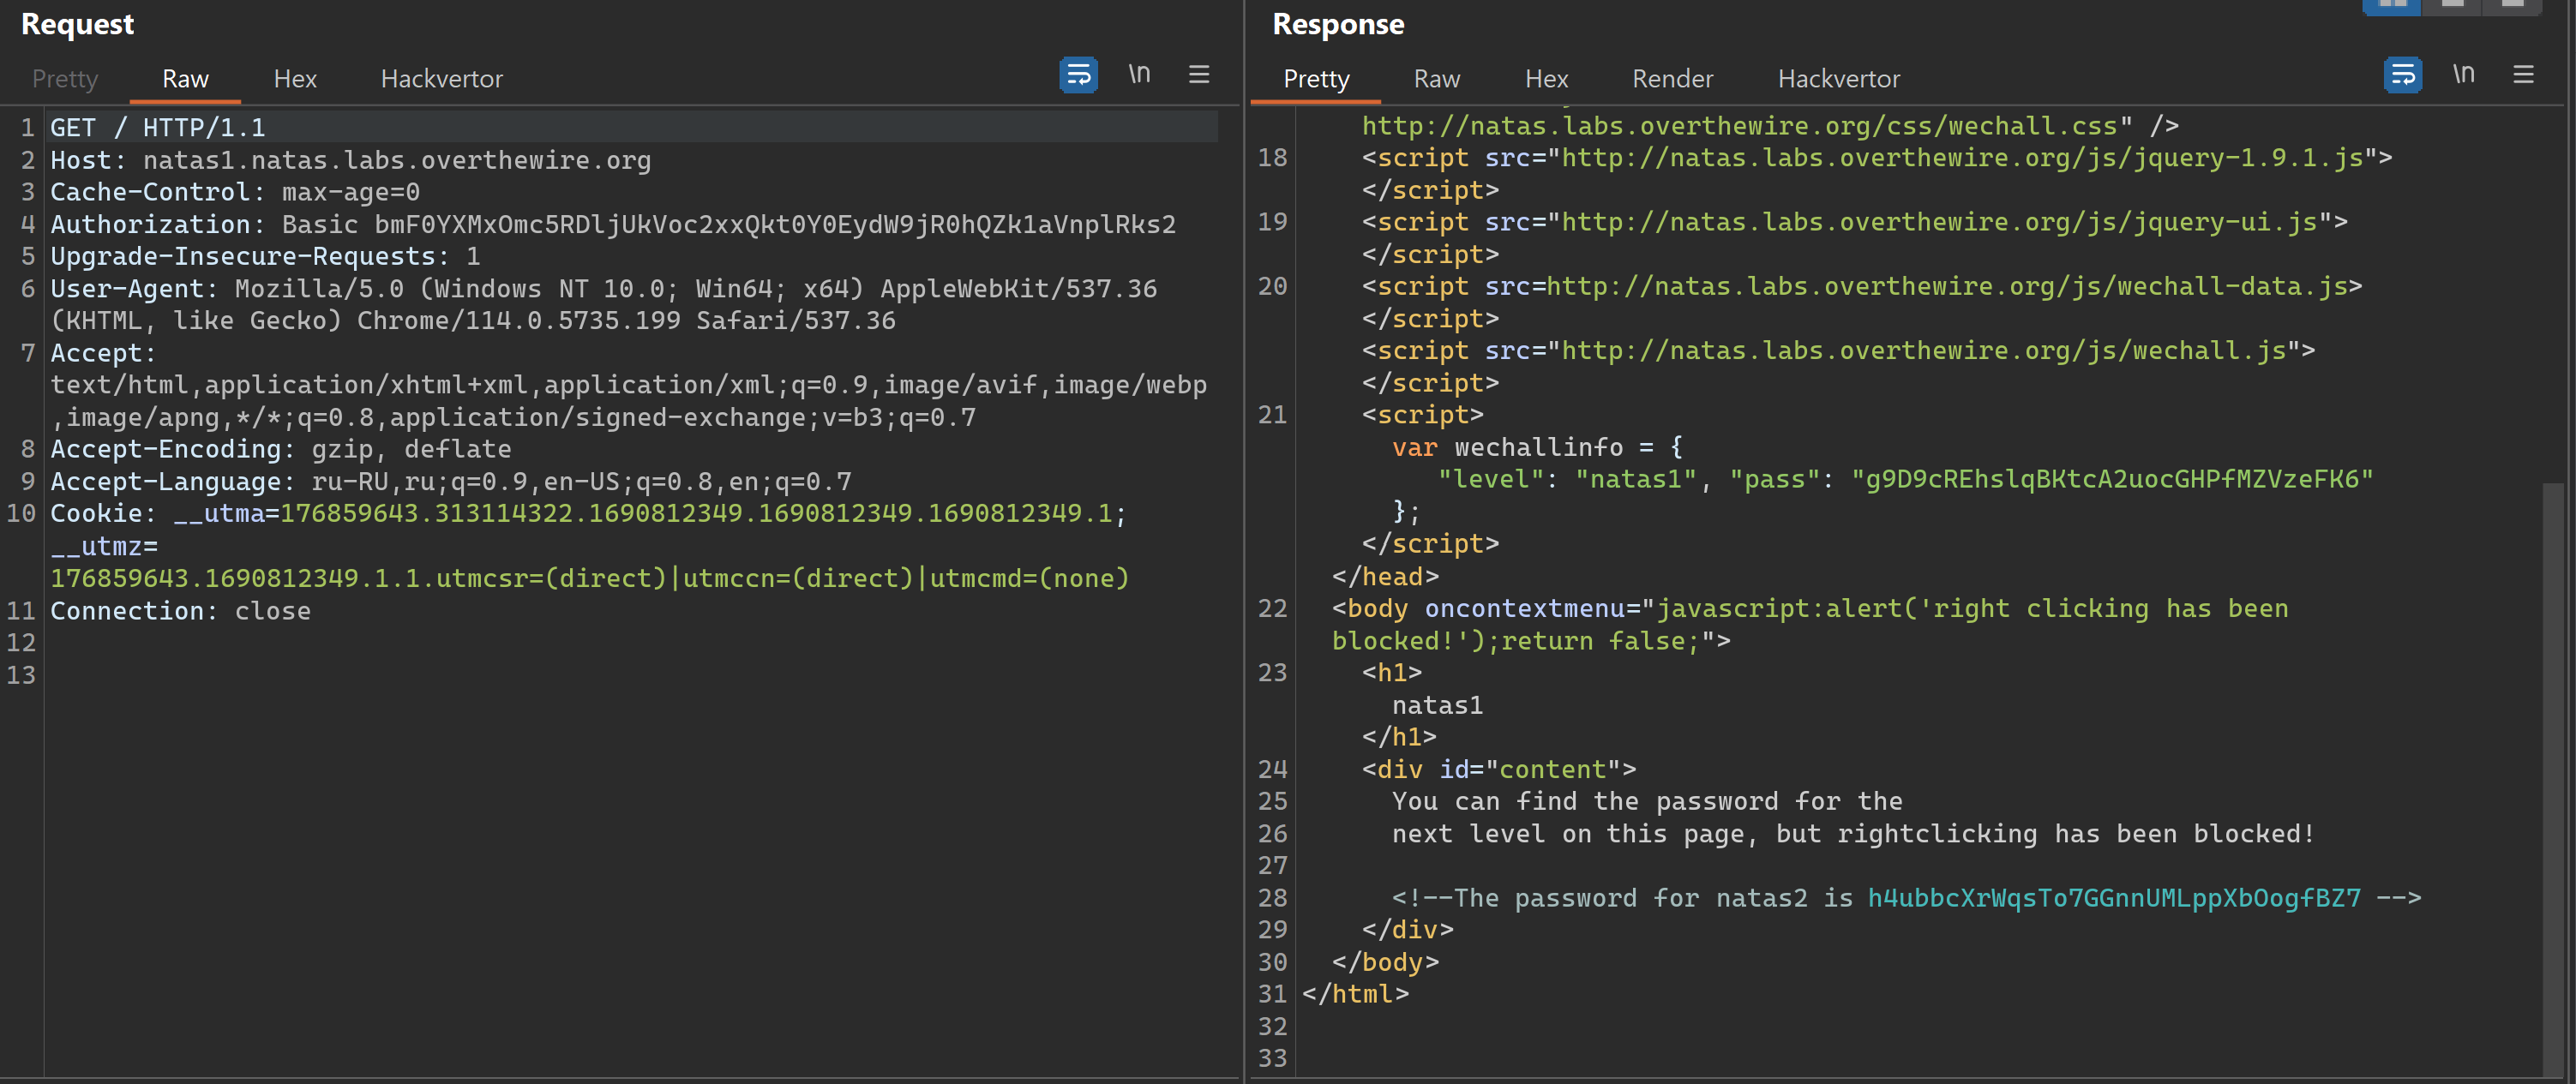 Request
Pretty Raw Hex Hackvertor \n
1 GET / HTTP/1.1
2 Host: natas1.natas.labs.overthewire.org
3 Cache-Control: max-age=0
4 Authorization: Basic bmF0YXMxOmc5RDljUkVoc2xxQkt0Y0EydW9jR0hQZk1aVnplRks2
5 Upgrade-Insecure-Requests: 1
6 User-Agent: Mozilla/5.0 (Windows NT 10.0; Win64; x64) AppleWebKit/537.36
(KHTML, like Gecko) Chrome/114.0.5735.199 Safari/537.36
7 Accept:
text/html,application/xhtml+xml,application/xml;q=0.9,image/avif,image/webp
,image/apng,*/*;q=0.8,application/signed-exchange;v=b3;q=0.7
8 Accept-Encoding: gzip, deflate
9 Accept-Language: ru-RU,ru;q=0.9,en-US;q=0.8,en;q=0.7
10 Cookie: __utma=176859643.313114322.1690812349.1690812349.1690812349.1;
__utmz=
176859643.1690812349.1.1.utmcsr=(direct)|utmccn=(direct)|utmcmd=(none)
11 Connection: close
12
13
Response
Pretty Raw Hex Render Hackvertor \n
http://natas.labs.overthewire.org/css/wechall.css" />
18 <script src="http://natas.labs.overthewire.org/js/jquery-1.9.1.js">
</script>
19 <script src="http://natas.labs.overthewire.org/js/jquery-ui.js">
</script>
20 <script src=http://natas.labs.overthewire.org/js/wechall-data.js>
</script>
<script src="http://natas.labs.overthewire.org/js/wechall.js">
</script>
21 <script>
var wechallinfo = {
"level": "natas1", "pass": "g9D9cREhslqBKtcA2uocGHPfMZVzeFK6"
};
</script>
</head>
22 <body oncontextmenu="javascript:alert('right clicking has been
blocked!');return false;">
23 <h1>
natas1
</h1>
24 <div id="content">
25 You can find the password for the
26 next level on this page, but rightclicking has been blocked!
27
28 <!--The password for natas2 is h4ubbcXrWqsTo7GGnnUMLppXbOogfBZ7 -->
29 </div>
30 </body>
31 </html>
32
33